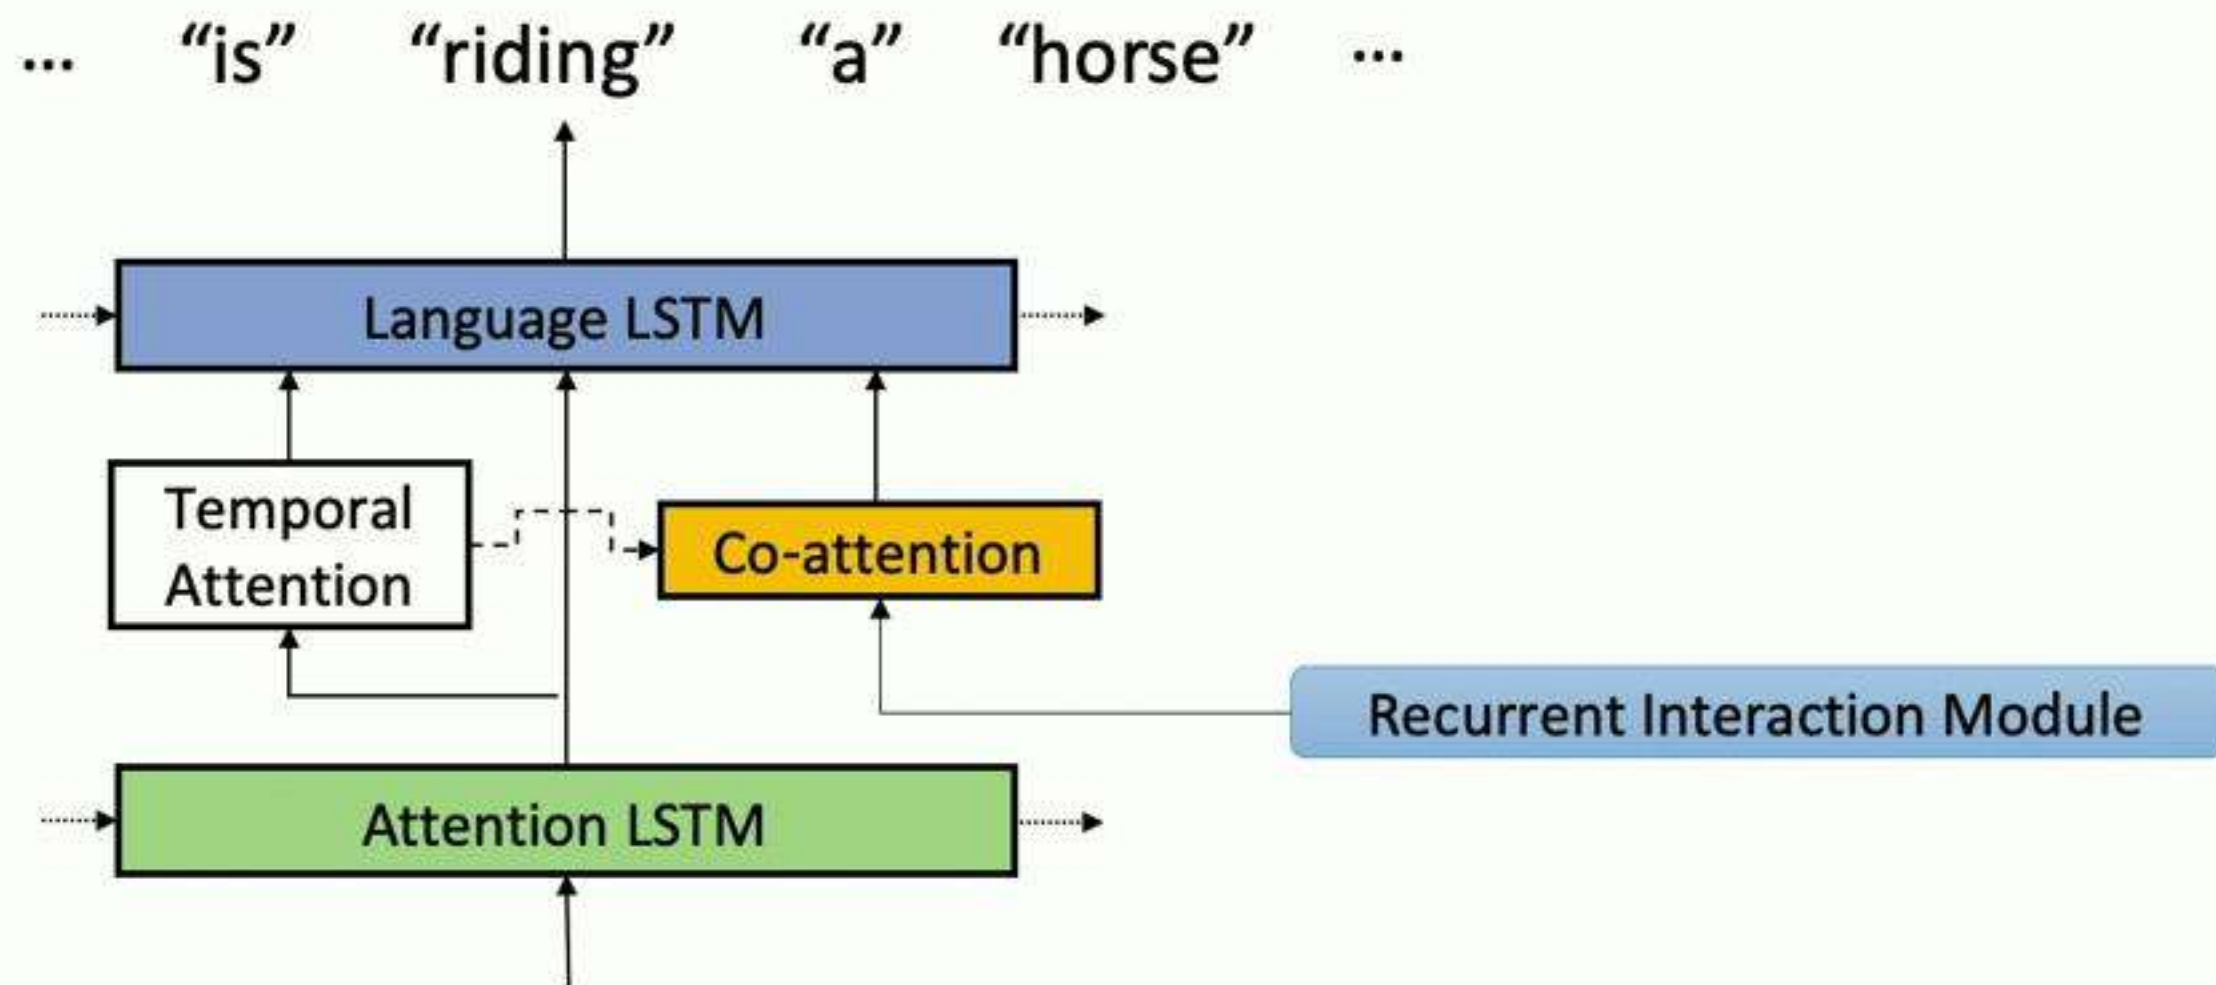 ... “is” “riding” “a” “horse” ...
Language LSTM
Temporal
Attention
Co-attention
Recurrent Interaction Module
Attention LSTM